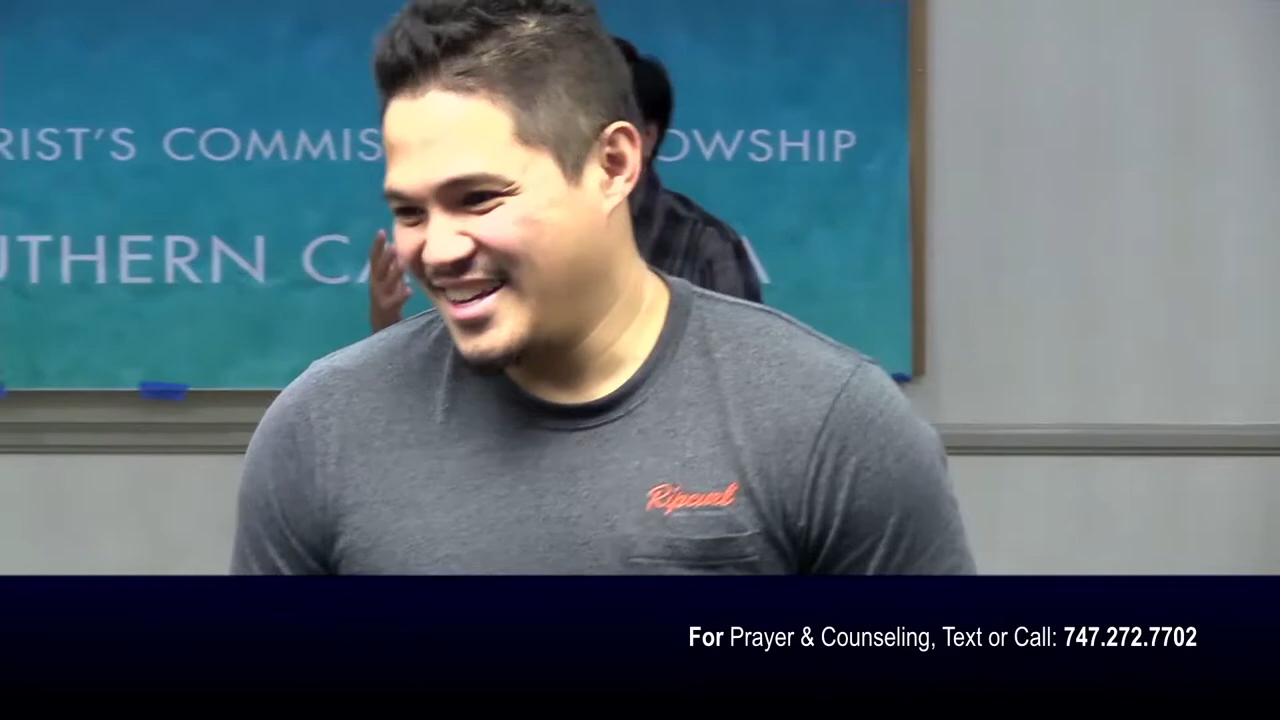 RIST'S COMMIS OWSHIP
UTHERN CA A
Ripcurl
For Prayer & Counseling, Text or Call: 747.272.7702